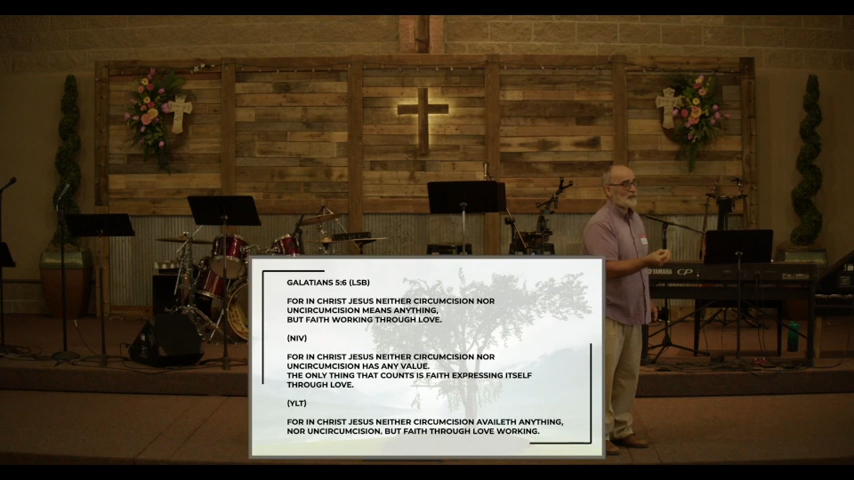 GALATIANS 5:6 (LSB)
FOR IN CHRIST JESUS NEITHER CIRCUMCISION NOR
UNCIRCUMCISION MEANS ANYTHING,
BUT FAITH WORKING THROUGH LOVE.
(NIV)
FOR IN CHRIST JESUS NEITHER CIRCUMCISION NOR
UNCIRCUMCISION HAS ANY VALUE.
THE ONLY THING THAT COUNTS IS FAITH EXPRESSING ITSELF
THROUGH LOVE.
(YLT)
FOR IN CHRIST JESUS NEITHER CIRCUMCISION AVAILETH ANYTHING,
NOR UNCIRCUMCISION, BUT FAITH THROUGH LOVE WORKING.
YAMAHA CP